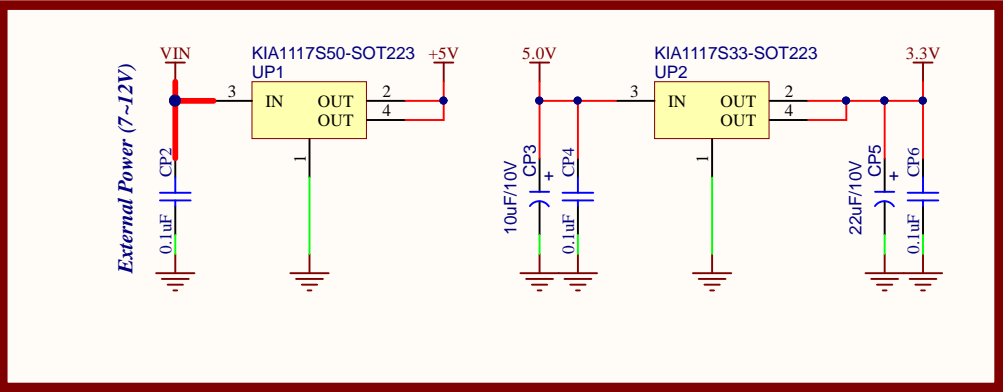 VIN
KIA1117S50-SOT223
UP1
+5V
3
IN
OUT
2
OUT
4
1
External Power (7~12V)
CP2
0.1uF
5.0V
KIA1117S33-SOT223
UP2
3.3V
3
IN
OUT
2
OUT
4
1
CP3
+
10uF/10V
CP4
0.1uF
CP5
+
22uF/10V
CP6
0.1uF